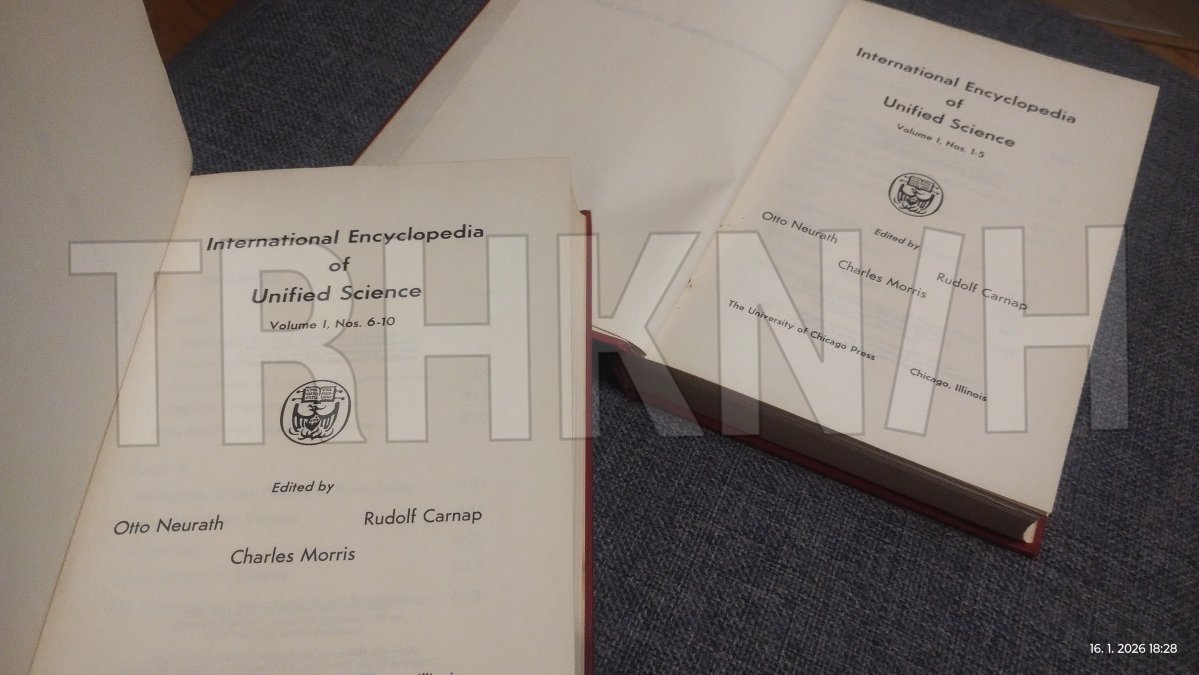 International Encyclopedia
of
Unified Science
Volume I, Nos. 6-10
Edited by
Otto Neurath
Rudolf Carnap
Charles Morris
International Encyclopedia
of
Unified Science
Volume I, Nos. 1-5
Edited by
Otto Neurath
Rudolf Carnap
Charles Morris
The University of Chicago Press
Chicago, Illinois
TRHKNIH
16. 1. 2026 18:28